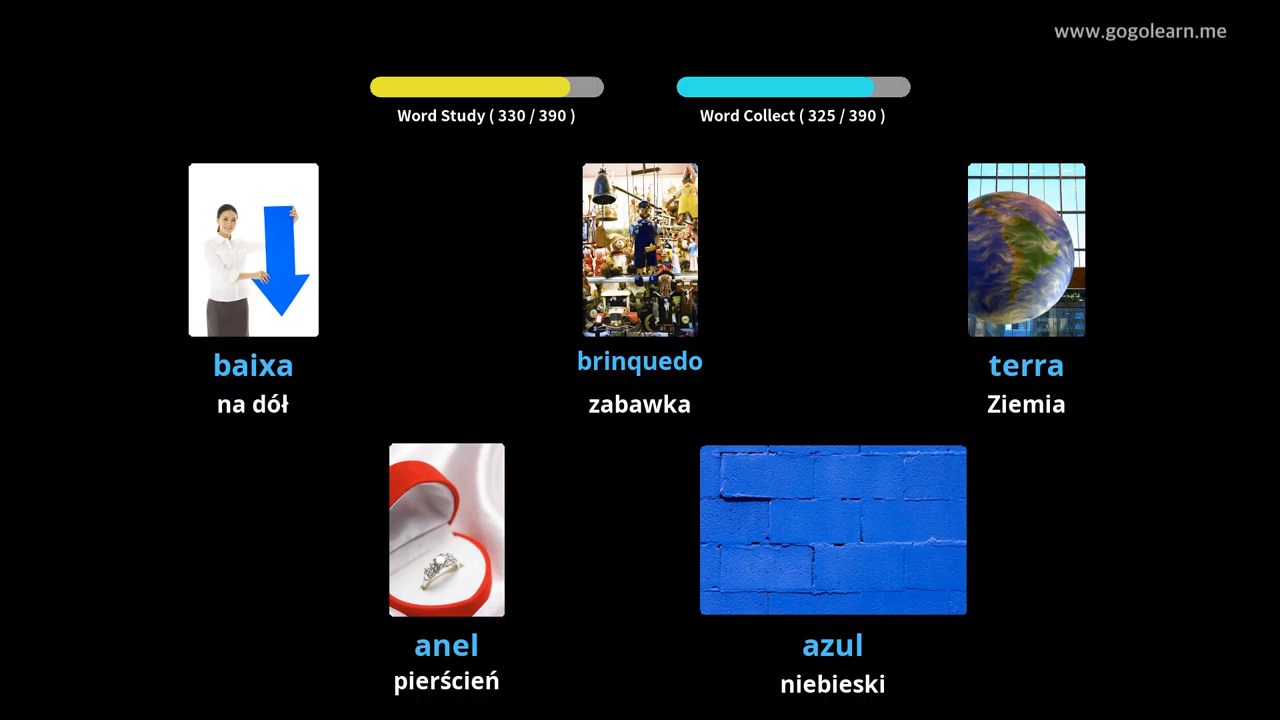 www.gogolearn.me
Word Study ( 330 / 390 )
Word Collect ( 325 / 390 )
baixa
brinquedo
terra
na dół
zabawka
Ziemia
anel
azul
pierścień
niebieski